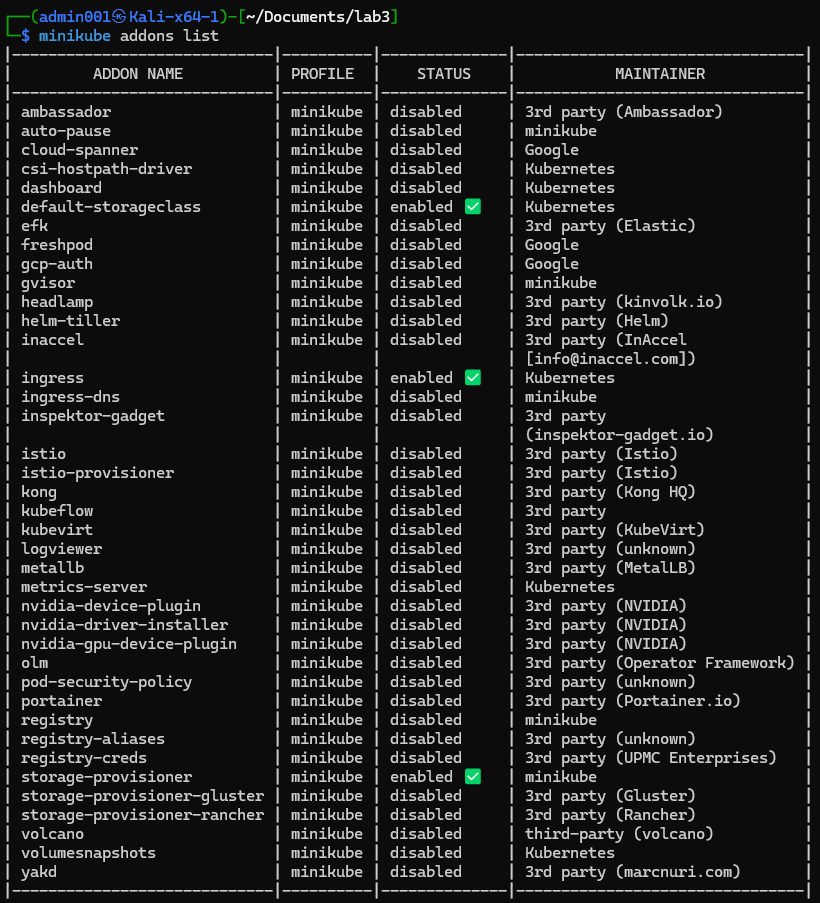 ┌──(admin001㉿Kali-x64-1)-[~/Documents/lab3]
└─$ minikube addons list
|-----------------------------|----------|--------------|--------------------------------|
|         ADDON NAME          | PROFILE  |    STATUS    |           MAINTAINER           |
|-----------------------------|----------|--------------|--------------------------------|
| ambassador                  | minikube | disabled     | 3rd party (Ambassador)         |
| auto-pause                  | minikube | disabled     | minikube                       |
| cloud-spanner               | minikube | disabled     | Google                         |
| csi-hostpath-driver         | minikube | disabled     | Kubernetes                     |
| dashboard                   | minikube | disabled     | Kubernetes                     |
| default-storageclass        | minikube | enabled ✅   | Kubernetes                     |
| efk                         | minikube | disabled     | 3rd party (Elastic)            |
| freshpod                    | minikube | disabled     | Google                         |
| gcp-auth                    | minikube | disabled     | Google                         |
| gvisor                      | minikube | disabled     | minikube                       |
| headlamp                    | minikube | disabled     | 3rd party (kinvolk.io)         |
| helm-tiller                 | minikube | disabled     | 3rd party (Helm)               |
| inaccel                     | minikube | disabled     | 3rd party (InAccel             |
|                             |          |              | [info@inaccel.com])            |
| ingress                     | minikube | enabled ✅   | Kubernetes                     |
| ingress-dns                 | minikube | disabled     | minikube                       |
| inspektor-gadget            | minikube | disabled     | 3rd party                      |
|                             |          |              | (inspektor-gadget.io)          |
| istio                       | minikube | disabled     | 3rd party (Istio)              |
| istio-provisioner           | minikube | disabled     | 3rd party (Istio)              |
| kong                        | minikube | disabled     | 3rd party (Kong HQ)            |
| kubeflow                    | minikube | disabled     | 3rd party                      |
| kubevirt                    | minikube | disabled     | 3rd party (KubeVirt)           |
| logviewer                   | minikube | disabled     | 3rd party (unknown)            |
| metallb                     | minikube | disabled     | 3rd party (MetalLB)            |
| metrics-server              | minikube | disabled     | Kubernetes                     |
| nvidia-device-plugin        | minikube | disabled     | 3rd party (NVIDIA)             |
| nvidia-driver-installer     | minikube | disabled     | 3rd party (NVIDIA)             |
| nvidia-gpu-device-plugin    | minikube | disabled     | 3rd party (NVIDIA)             |
| olm                         | minikube | disabled     | 3rd party (Operator Framework) |
| pod-security-policy         | minikube | disabled     | 3rd party (unknown)            |
| portainer                   | minikube | disabled     | 3rd party (Portainer.io)       |
| registry                    | minikube | disabled     | minikube                       |
| registry-aliases            | minikube | disabled     | 3rd party (unknown)            |
| registry-creds              | minikube | disabled     | 3rd party (UPMC Enterprises)   |
| storage-provisioner         | minikube | enabled ✅   | minikube                       |
| storage-provisioner-gluster | minikube | disabled     | 3rd party (Gluster)            |
| storage-provisioner-rancher | minikube | disabled     | 3rd party (Rancher)            |
| volcano                     | minikube | disabled     | third-party (volcano)          |
| volumesnapshots             | minikube | disabled     | Kubernetes                     |
| yakd                        | minikube | disabled     | 3rd party (marcnuri.com)       |
|-----------------------------|----------|--------------|--------------------------------|